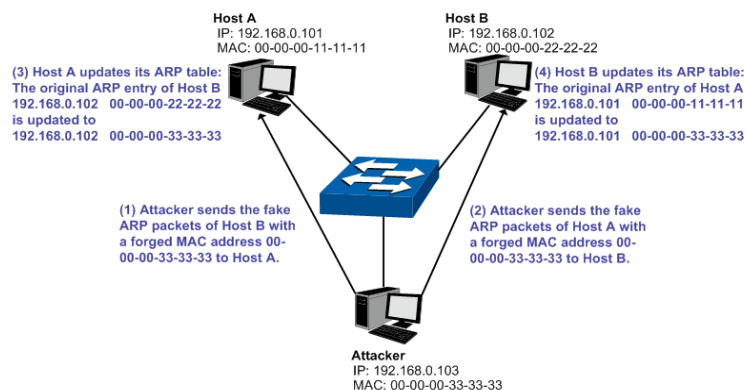 Host A
IP: 192.168.0.101
MAC: 00-00-00-11-11-11
Host B
IP: 192.168.0.102
MAC: 00-00-00-22-22-22
(3) Host A updates its ARP table:
The original ARP entry of Host B
192.168.0.102 00-00-00-22-22-22
is updated to
192.168.0.102 00-00-00-33-33-33
(4) Host B updates its ARP table:
The original ARP entry of Host A
192.168.0.101 00-00-00-11-11-11
is updated to
192.168.0.101 00-00-00-33-33-33
(1) Attacker sends the fake
ARP packets of Host B with
a forged MAC address 00-
00-00-33-33-33 to Host A.
(2) Attacker sends the fake
ARP packets of Host A with
a forged MAC address 00-
00-00-33-33-33 to Host B.
Attacker
IP: 192.168.0.103
MAC: 00-00-00-33-33-33